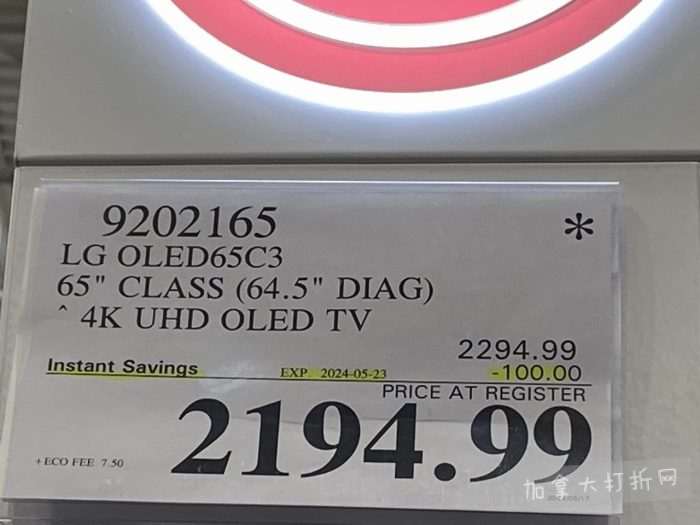 9202165
*
LG OLED65C3
65" CLASS (64.5" DIAG)
^ 4K UHD OLED TV
2294.99
Instant Savings EXP. 2024-05-23 -100.00
PRICE AT REGISTER
2194.99
+ECO FEE 7.50
加拿大打折网